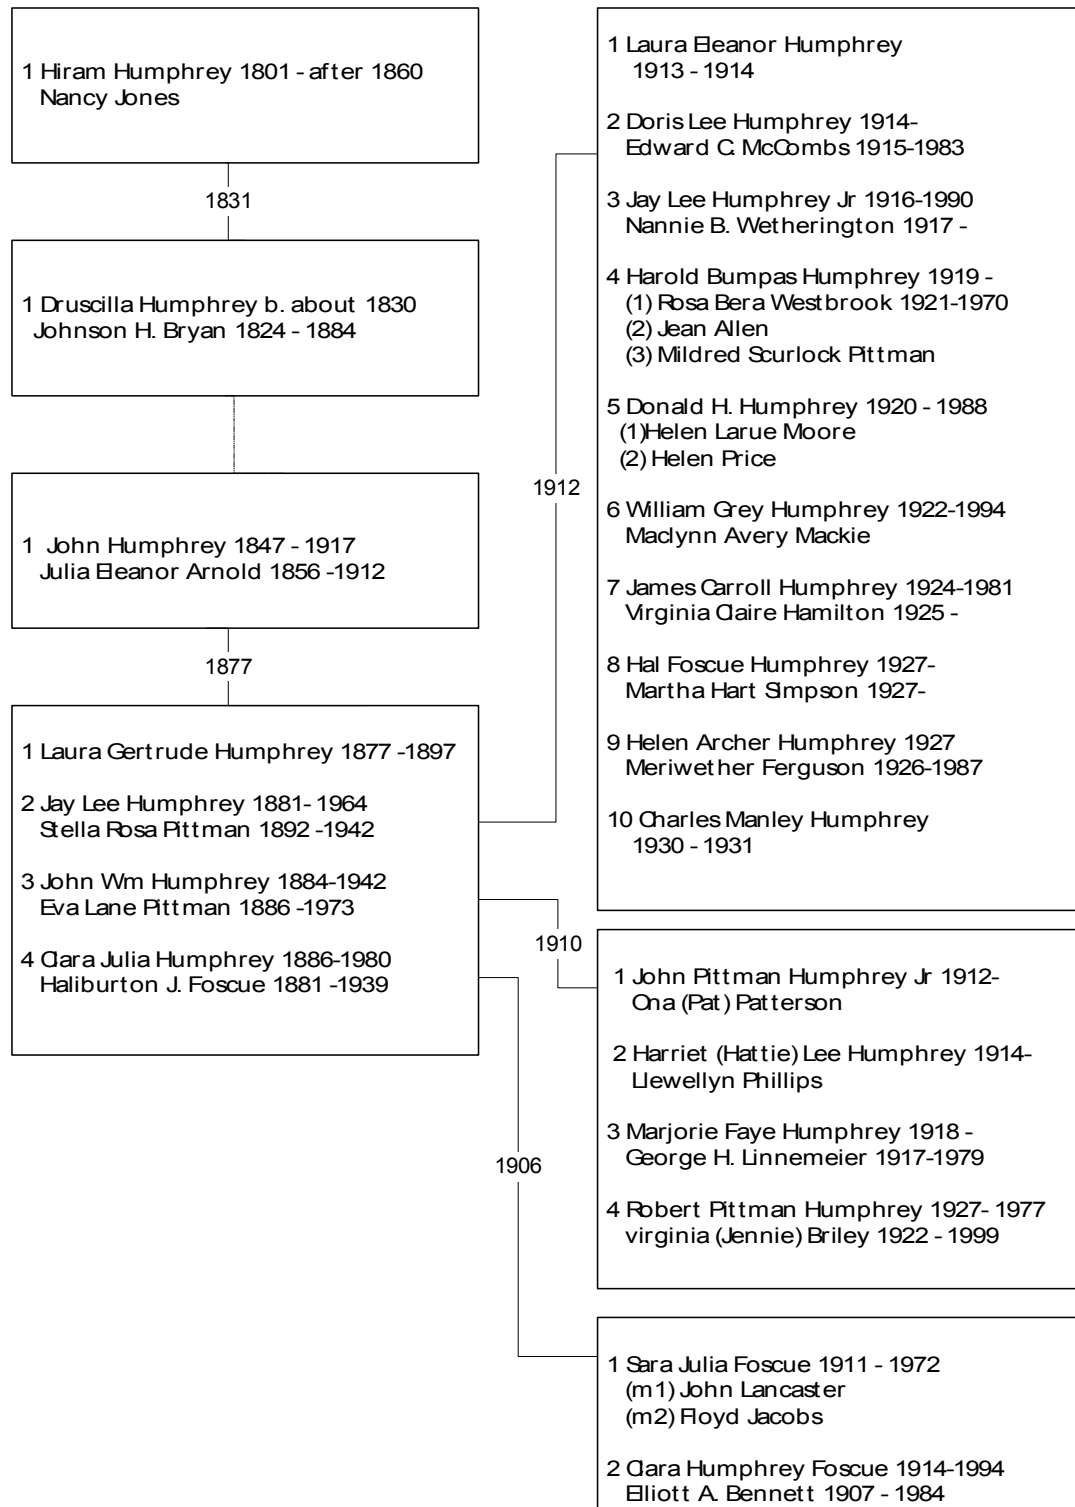 1 Hiram Humphrey 1801 - after 1860
Nancy Jones
1831
1 Druscilla Humphrey b. about 1830
Johnson H. Bryan 1824 - 1884
1 John Humphrey 1847 - 1917
Julia Eleanor Arnold 1856 -1912
1877
1 Laura Gertrude Humphrey 1877 -1897
2 Jay Lee Humphrey 1881- 1964
Stella Rosa Pittman 1892 -1942
3 John Wm Humphrey 1884-1942
Eva Lane Pittman 1886 -1973
4 Clara Julia Humphrey 1886-1980
Haliburton J. Foscue 1881 -1939
1912
1 Laura Eleanor Humphrey
1913 - 1914
2 Doris Lee Humphrey 1914-
Edward C. McCombs 1915-1983
3 Jay Lee Humphrey Jr 1916-1990
Nannie B. Wetherington 1917 -
4 Harold Bumpas Humphrey 1919 -
(1) Rosa Bera Westbrook 1921-1970
(2) Jean Allen
(3) Mildred Scurlock Pittman
5 Donald H. Humphrey 1920 - 1988
(1)Helen Larue Moore
(2) Helen Price
6 William Grey Humphrey 1922-1994
Maclynn Avery Mackie
7 James Carroll Humphrey 1924-1981
Virginia Claire Hamilton 1925 -
8 Hal Foscue Humphrey 1927-
Martha Hart Simpson 1927-
9 Helen Archer Humphrey 1927
Meriwether Ferguson 1926-1987
10 Charles Manley Humphrey
1930 - 1931
1910
1 John Pittman Humphrey Jr 1912-
Ona (Pat) Patterson
2 Harriet (Hattie) Lee Humphrey 1914-
Llewellyn Phillips
3 Marjorie Faye Humphrey 1918 -
George H. Linnemeier 1917-1979
4 Robert Pittman Humphrey 1927- 1977
virginia (Jennie) Briley 1922 - 1999
1906
1 Sara Julia Foscue 1911 - 1972
(m1) John Lancaster
(m2) Floyd Jacobs
2 Clara Humphrey Foscue 1914-1994
Elliott A. Bennett 1907 - 1984